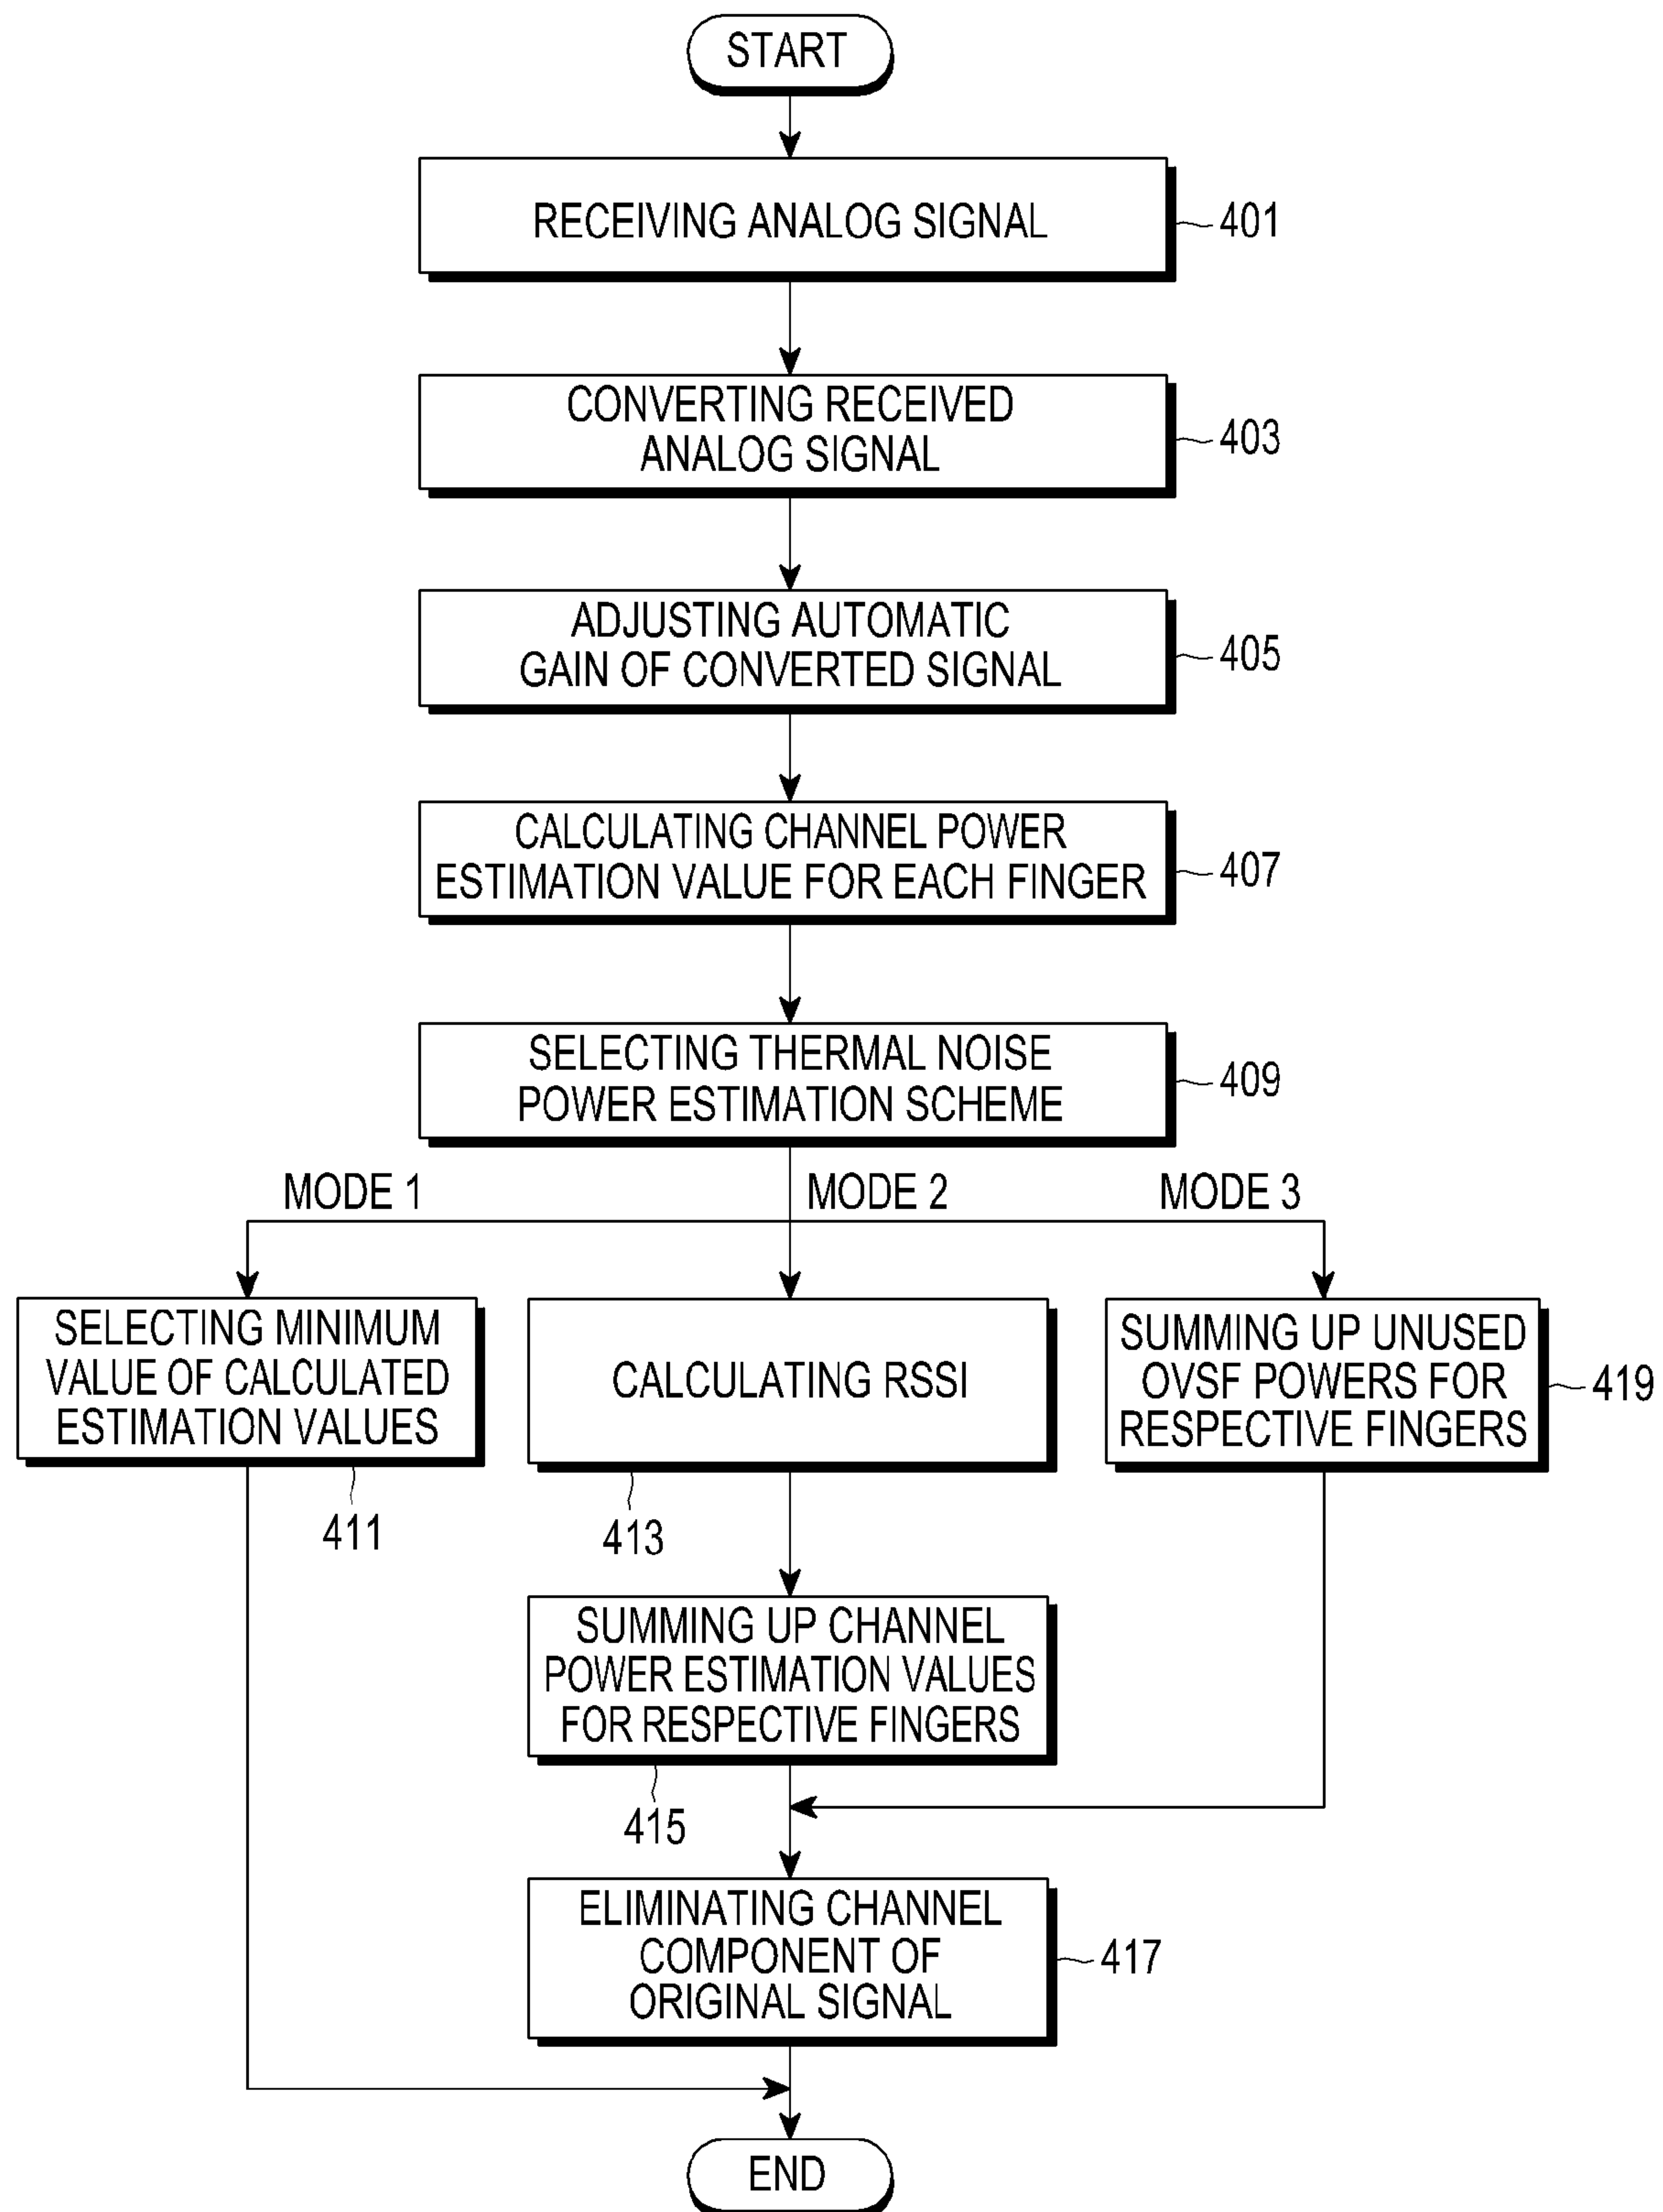 START
RECEIVING ANALOG SIGNAL
401
CONVERTING RECEIVED
ANALOG SIGNAL
403
ADJUSTING AUTOMATIC
GAIN OF CONVERTED SIGNAL
405
CALCULATING CHANNEL POWER
ESTIMATION VALUE FOR EACH FINGER
407
SELECTING THERMAL NOISE
POWER ESTIMATION SCHEME
409
MODE 1
MODE 2
MODE 3
SELECTING MINIMUM
VALUE OF CALCULATED
ESTIMATION VALUES
411
CALCULATING RSSI
413
SUMMING UP UNUSED
OVSF POWERS FOR
RESPECTIVE FINGERS
419
SUMMING UP CHANNEL
POWER ESTIMATION VALUES
FOR RESPECTIVE FINGERS
415
ELIMINATING CHANNEL
COMPONENT OF
ORIGINAL SIGNAL
417
END